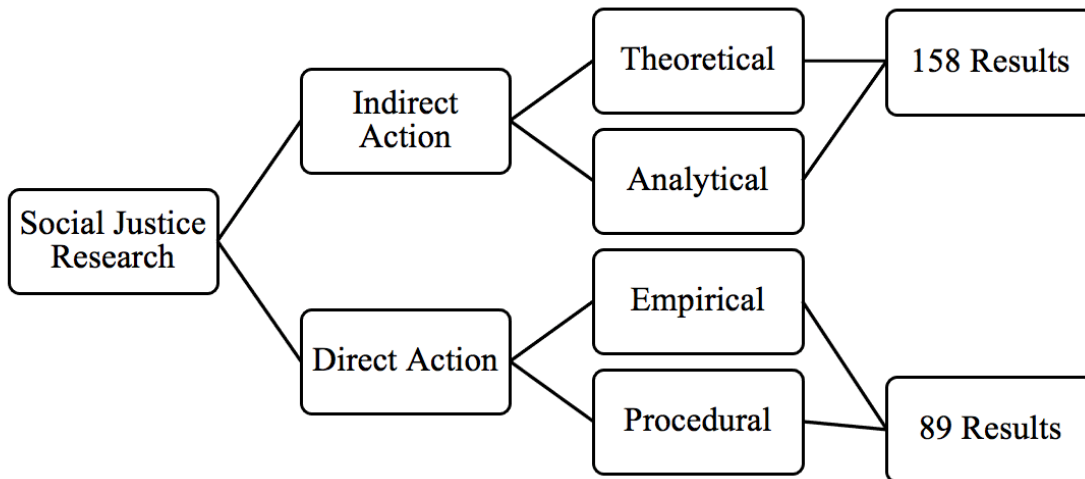 Social Justice
Research
Indirect
Action
Direct Action
Theoretical
Analytical
Empirical
Procedural
158 Results
89 Results